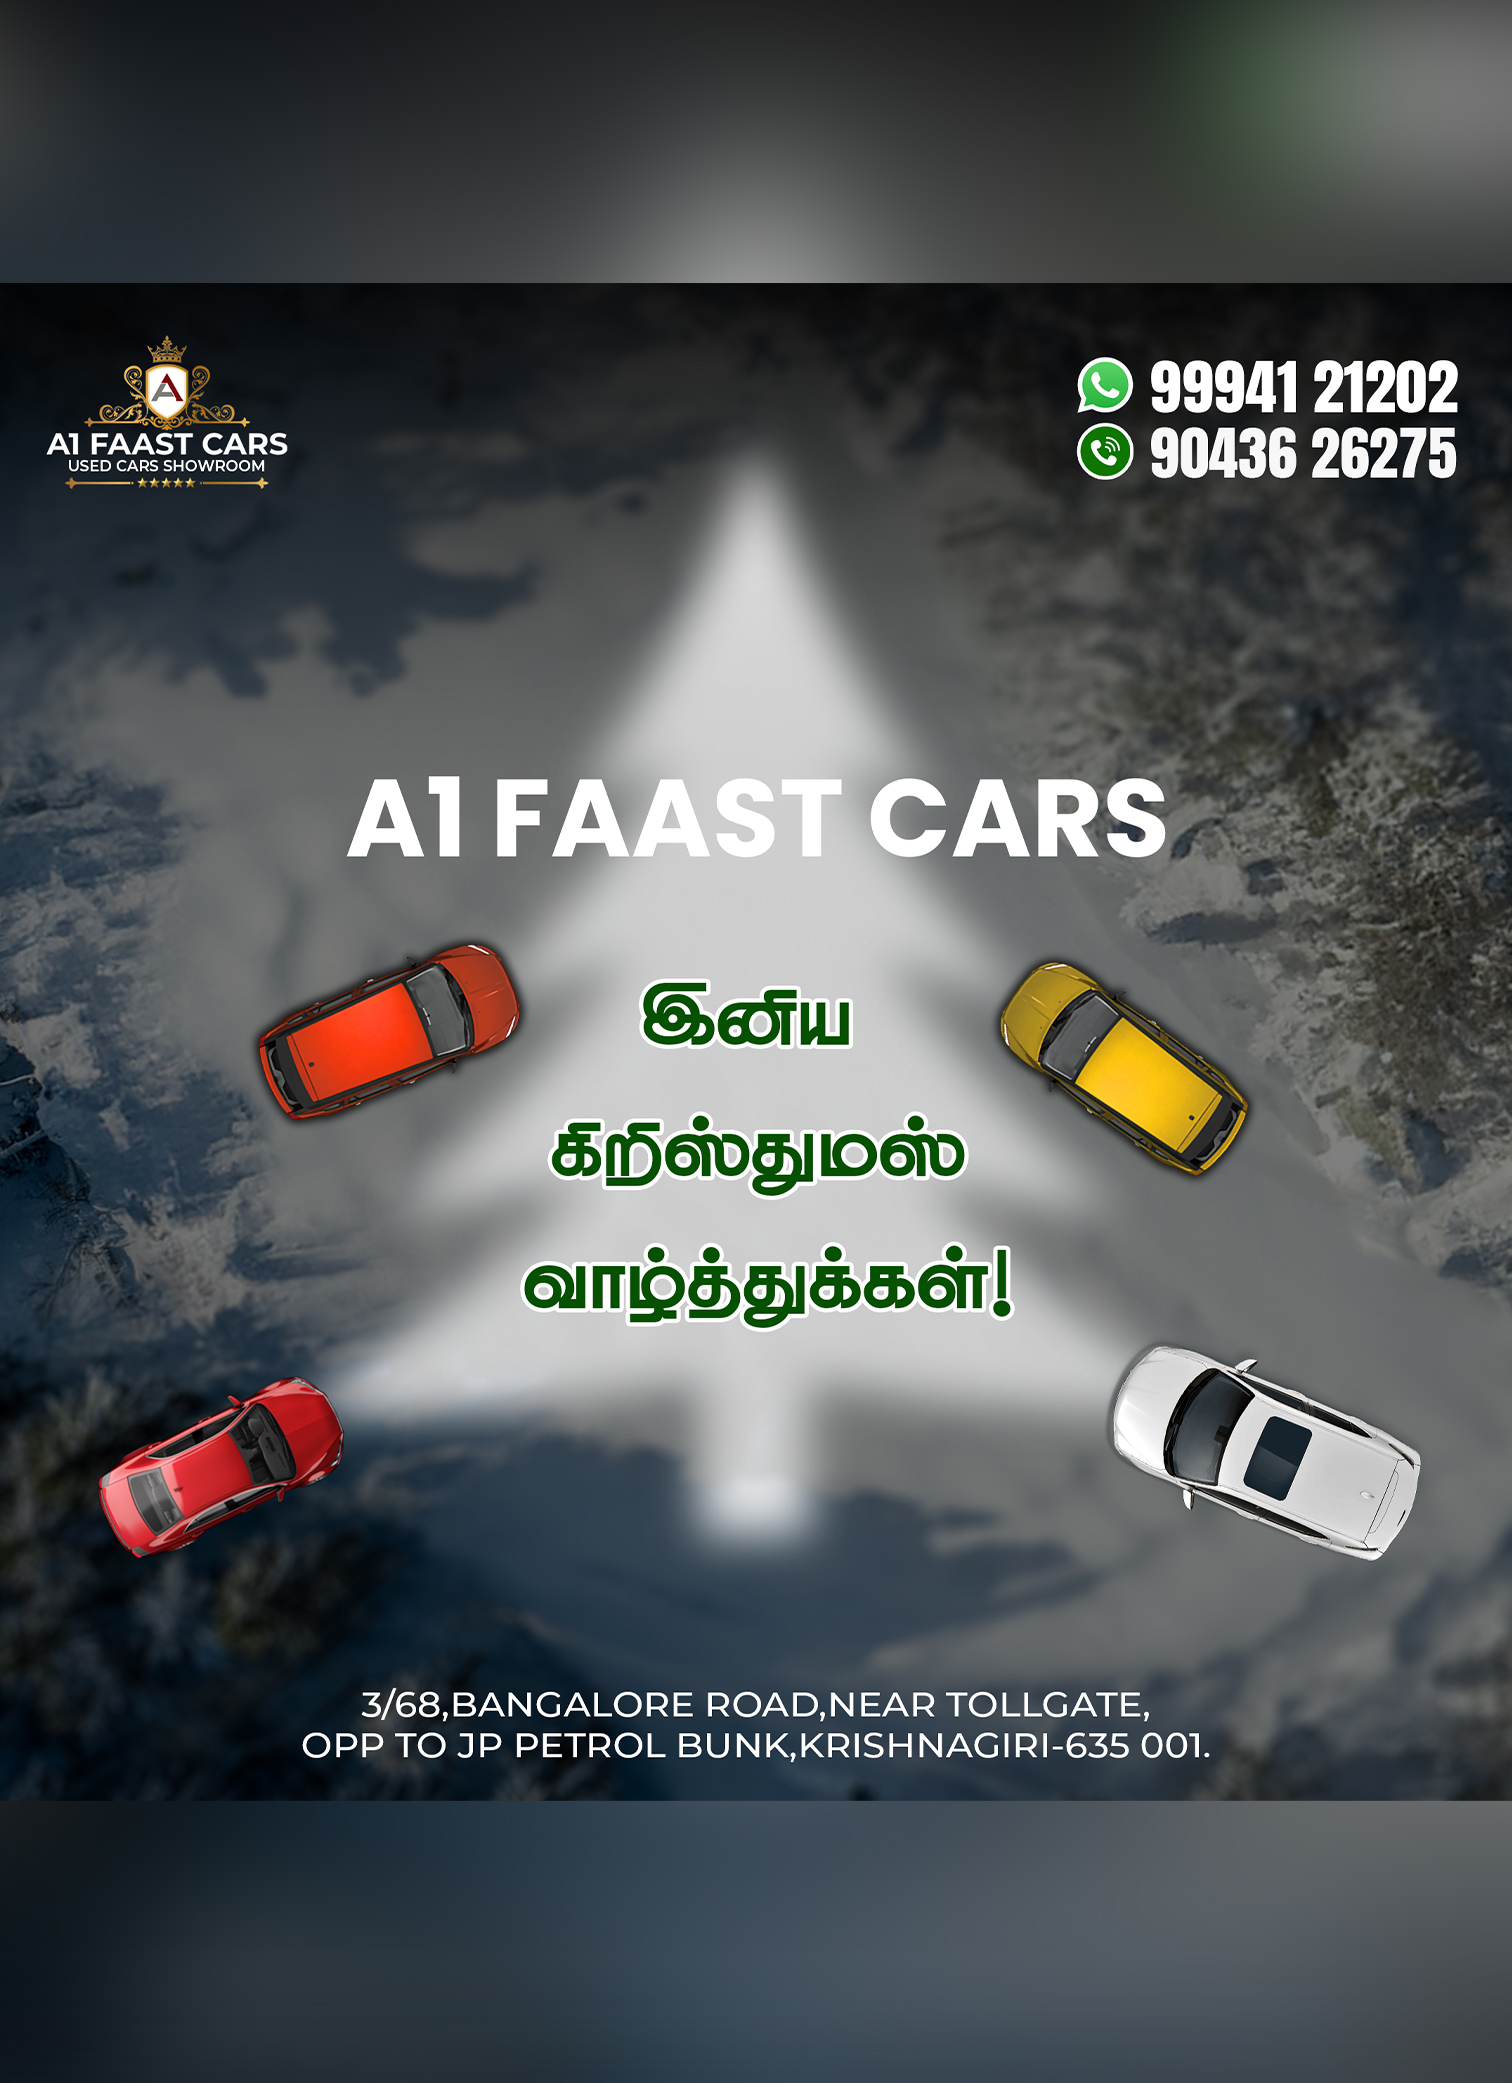 A1 FAAST CARS
USED CARS SHOWROOM
99941 21202
90436 26275
A1 FAAST CARS
இனிய
கிறிஸ்துமஸ்
வாழ்த்துக்கள்!
3/68,BANGALORE ROAD,NEAR TOLLGATE,
OPP TO JP PETROL BUNK,KRISHNAGIRI-635 001.